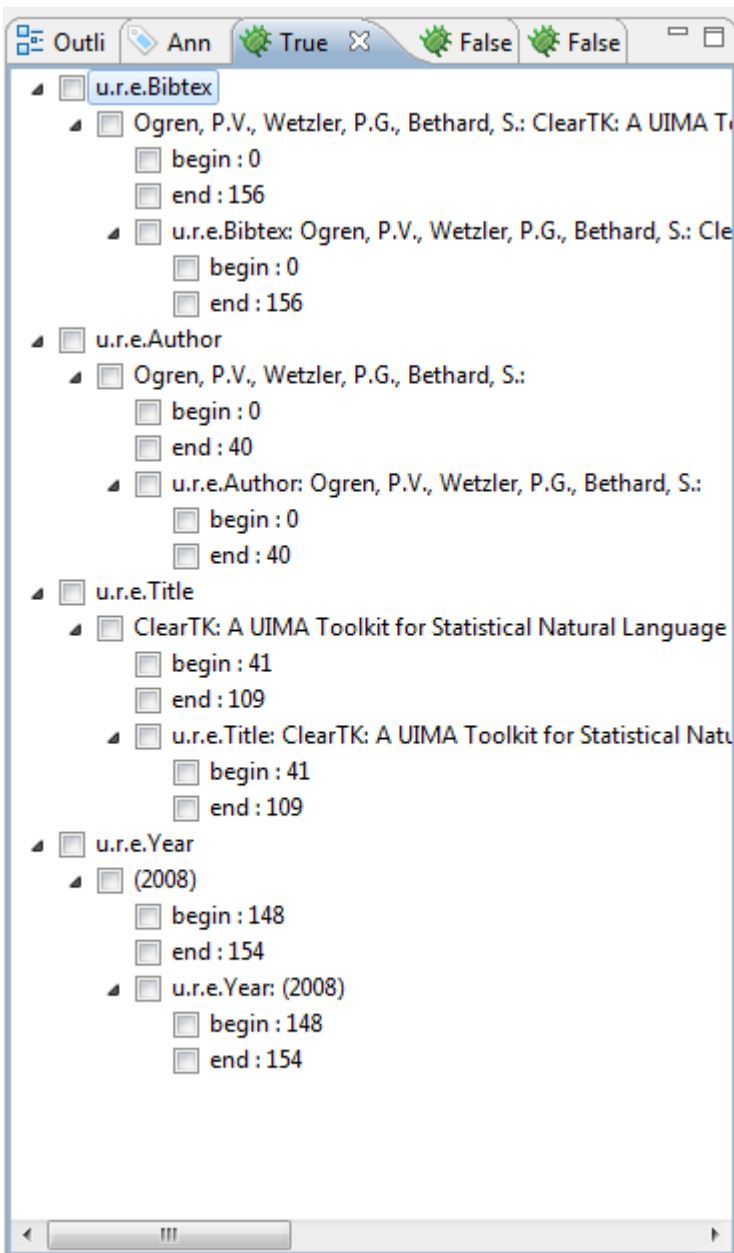 Outli Ann True False False
u.r.e.Bibtex
Ogren, P.V., Wetzler, P.G., Bethard, S.: ClearTK: A UIMA
begin : 0
end : 156
u.r.e.Bibtex: Ogren, P.V., Wetzler, P.G., Bethard, S.: Cle
begin : 0
end : 156
u.r.e.Author
Ogren, P.V., Wetzler, P.G., Bethard, S.:
begin : 0
end : 40
u.r.e.Author: Ogren, P.V., Wetzler, P.G., Bethard, S.:
begin : 0
end : 40
u.r.e.Title
ClearTK: A UIMA Toolkit for Statistical Natural Language
begin : 41
end : 109
u.r.e.Title: ClearTK: A UIMA Toolkit for Statistical Natu
begin : 41
end : 109
u.r.e.Year
(2008)
begin : 148
end : 154
u.r.e.Year: (2008)
begin : 148
end : 154